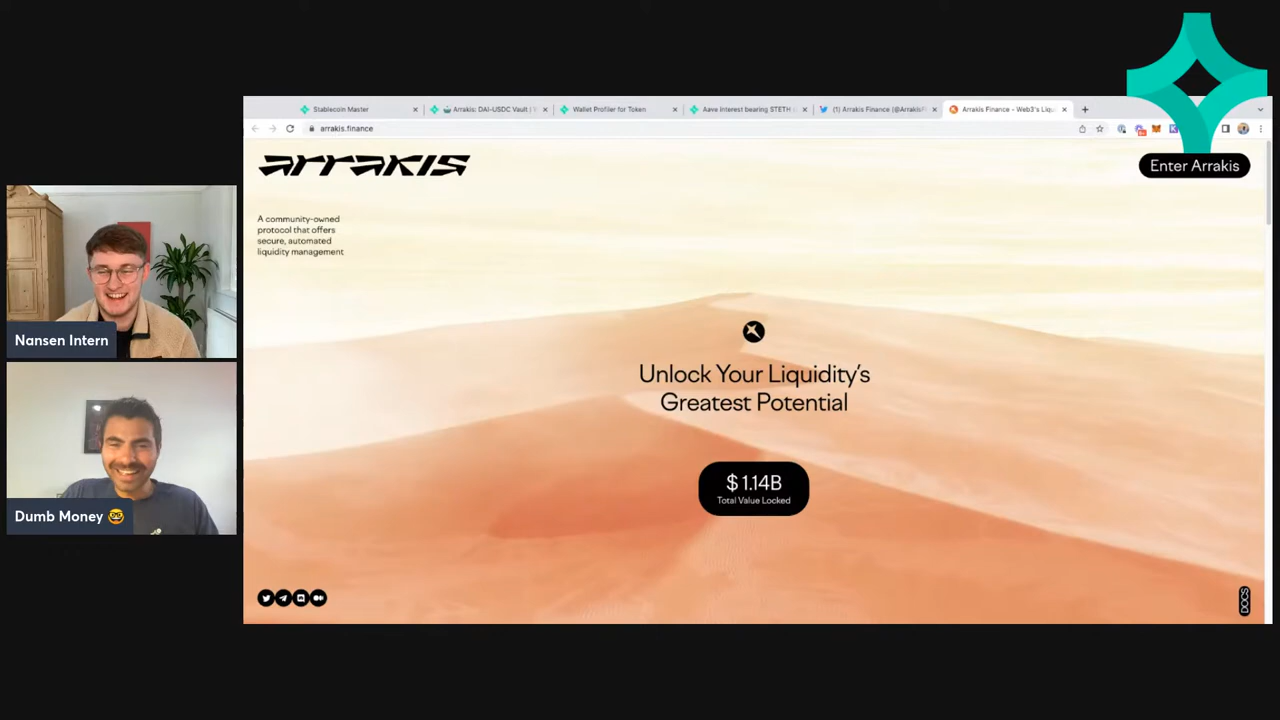 Stablecoin Master
Arrakis: DAI-USDC Vault |
Wallet Profiler for Token
Aave interest bearing STETH
(1) Arrakis Finance (@ArrakisF
Arrakis Finance - Web3's Liqu
arrakis.finance
arrakis
Enter Arrakis
A community-owned
protocol that offers
secure, automated
liquidity management
Unlock Your Liquidity's
Greatest Potential
$ 1.14B
Total Value Locked
DOCS
Nansen Intern
Dumb Money 🤓